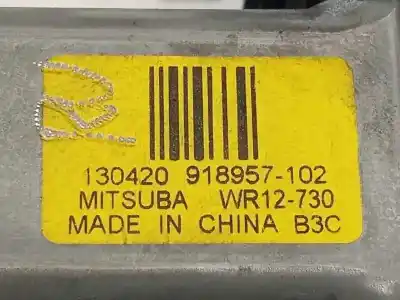 130420 918957-102
MITSUBA WR12-730
MADE IN CHINA B3C